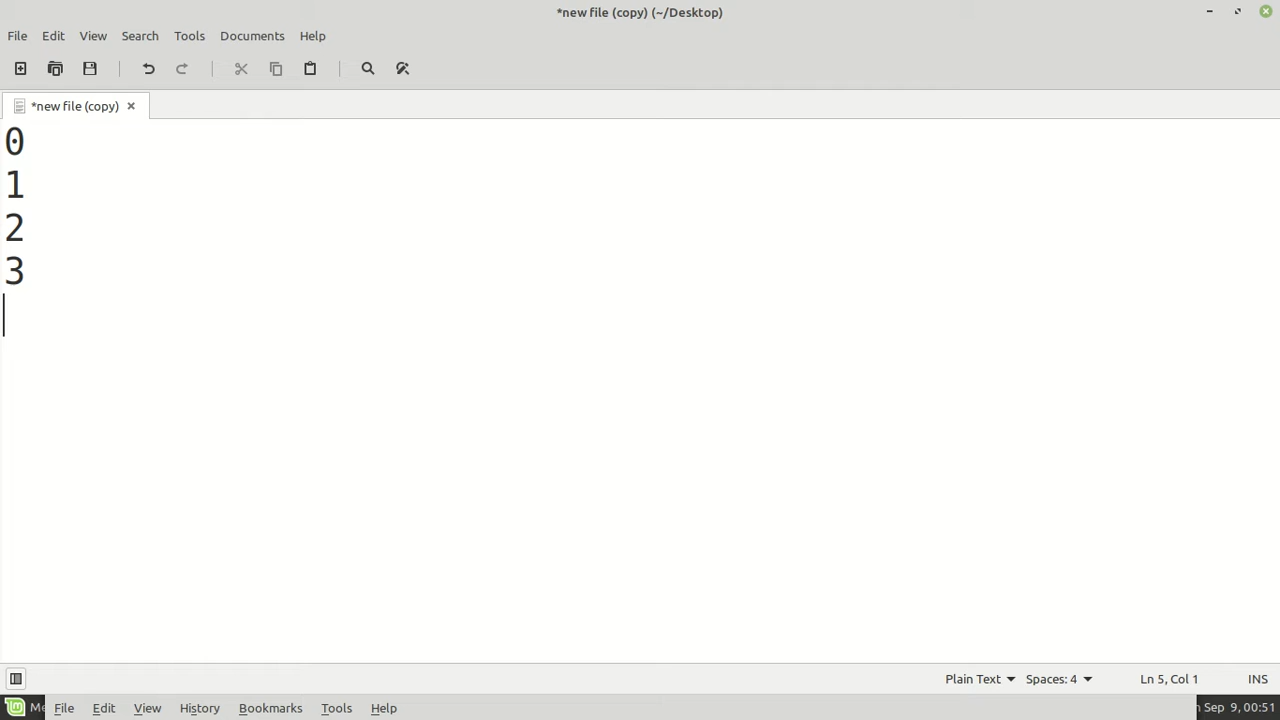 *new file (copy) (~/Desktop)
File Edit View Search Tools Documents Help
*new file (copy)
0
1
2
3
Plain Text Spaces: 4 Ln 5, Col 1 INS
File Edit View History Bookmarks Tools Help Sep 9, 00:51